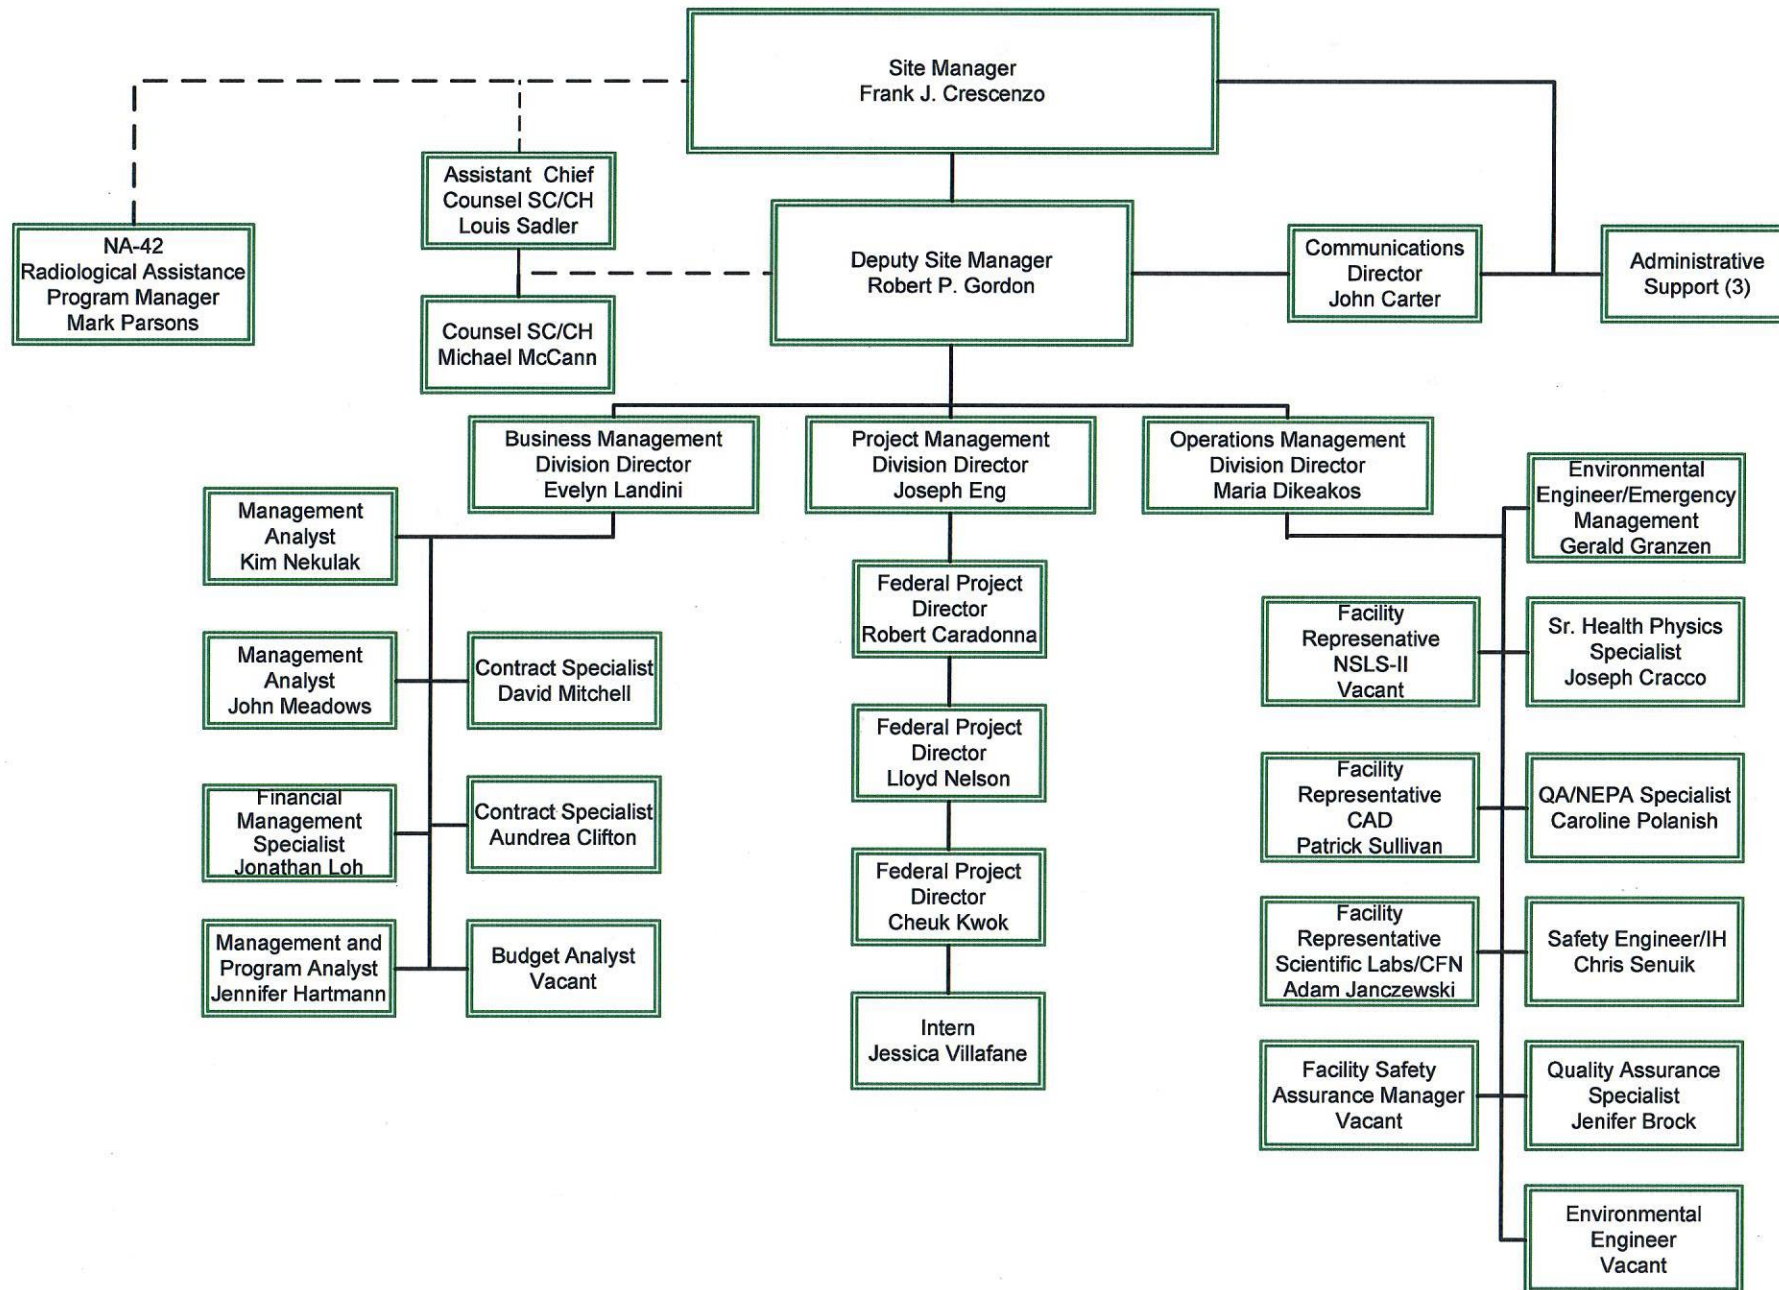 Site Manager
Frank J. Crescenzo
Assistant Chief
Counsel SC/CH
Louis Sadler
NA-42
Radiological Assistance
Program Manager
Mark Parsons
Deputy Site Manager
Robert P. Gordon
Communications
Director
John Carter
Administrative
Support (3)
Counsel SC/CH
Michael McCann
Business Management
Division Director
Evelyn Landini
Project Management
Division Director
Joseph Eng
Operations Management
Division Director
Maria Dikeakos
Management
Analyst
Kim Nekulak
Management
Analyst
John Meadows
Contract Specialist
David Mitchell
Financial
Management
Specialist
Jonathan Loh
Contract Specialist
Aundrea Clifton
Management and
Program Analyst
Jennifer Hartmann
Budget Analyst
Vacant
Federal Project
Director
Robert Caradonna
Federal Project
Director
Lloyd Nelson
Federal Project
Director
Cheuk Kwok
Intern
Jessica Villafane
Environmental
Engineer/Emergency
Management
Gerald Granzen
Facility
Represenative
NSLS-II
Vacant
Sr. Health Physics
Specialist
Joseph Cracco
Facility
Representative
CAD
Patrick Sullivan
QA/NEPA Specialist
Caroline Polanish
Facility
Representative
Scientific Labs/CFN
Adam Janczewski
Safety Engineer/IH
Chris Senuik
Facility Safety
Assurance Manager
Vacant
Quality Assurance
Specialist
Jenifer Brock
Environmental
Engineer
Vacant